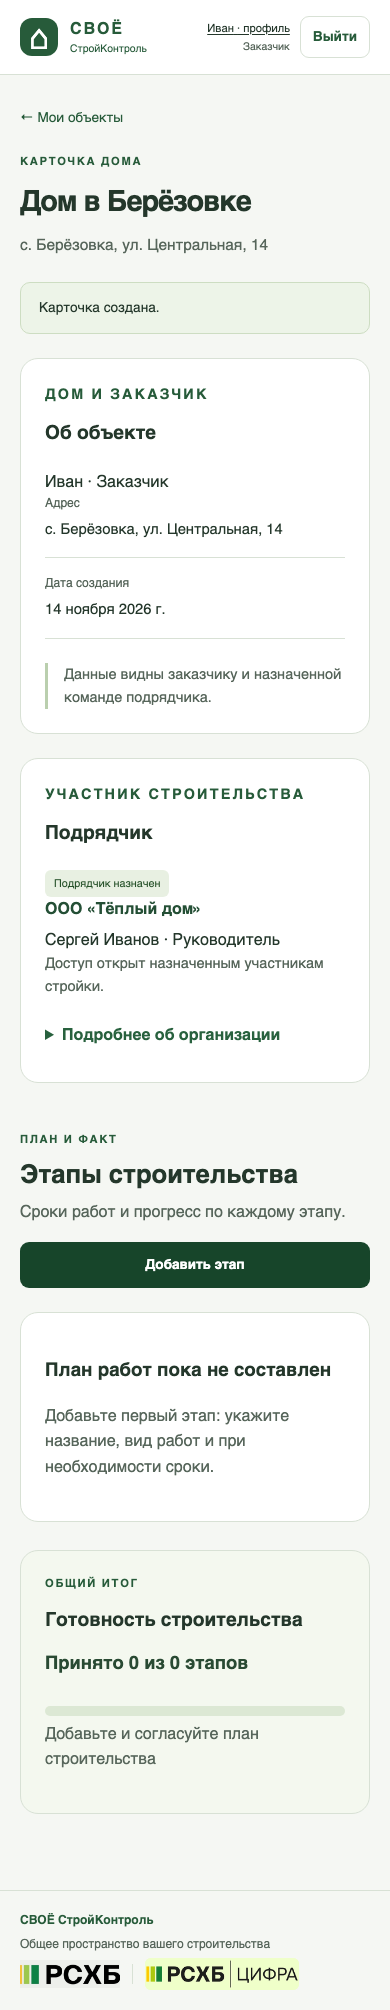 СВОЁ
СтройКонтроль
Иван · профиль
Заказчик
Выйти
← Мои объекты
КАРТОЧКА ДОМА
Дом в Берёзовке
с. Берёзовка, ул. Центральная, 14
Карточка создана.
ДОМ И ЗАКАЗЧИК
Об объекте
Иван · Заказчик
Адрес
с. Берёзовка, ул. Центральная, 14
Дата создания
14 ноября 2026 г.
Данные видны заказчику и назначенной
команде подрядчика.
УЧАСТНИК СТРОИТЕЛЬСТВА
Подрядчик
Подрядчик назначен
ООО «Тёплый дом»
Сергей Иванов · Руководитель
Доступ открыт назначенным участникам
стройки.
▶ Подробнее об организации
ПЛАН И ФАКТ
Этапы строительства
Сроки работ и прогресс по каждому этапу.
Добавить этап
План работ пока не составлен
Добавьте первый этап: укажите
название, вид работ и при
необходимости сроки.
ОБЩИЙ ИТОГ
Готовность строительства
Принято 0 из 0 этапов
Добавьте и согласуйте план
строительства
СВОЁ СтройКонтроль
Общее пространство вашего строительства
РСХБ
РСХБ ЦИФРА